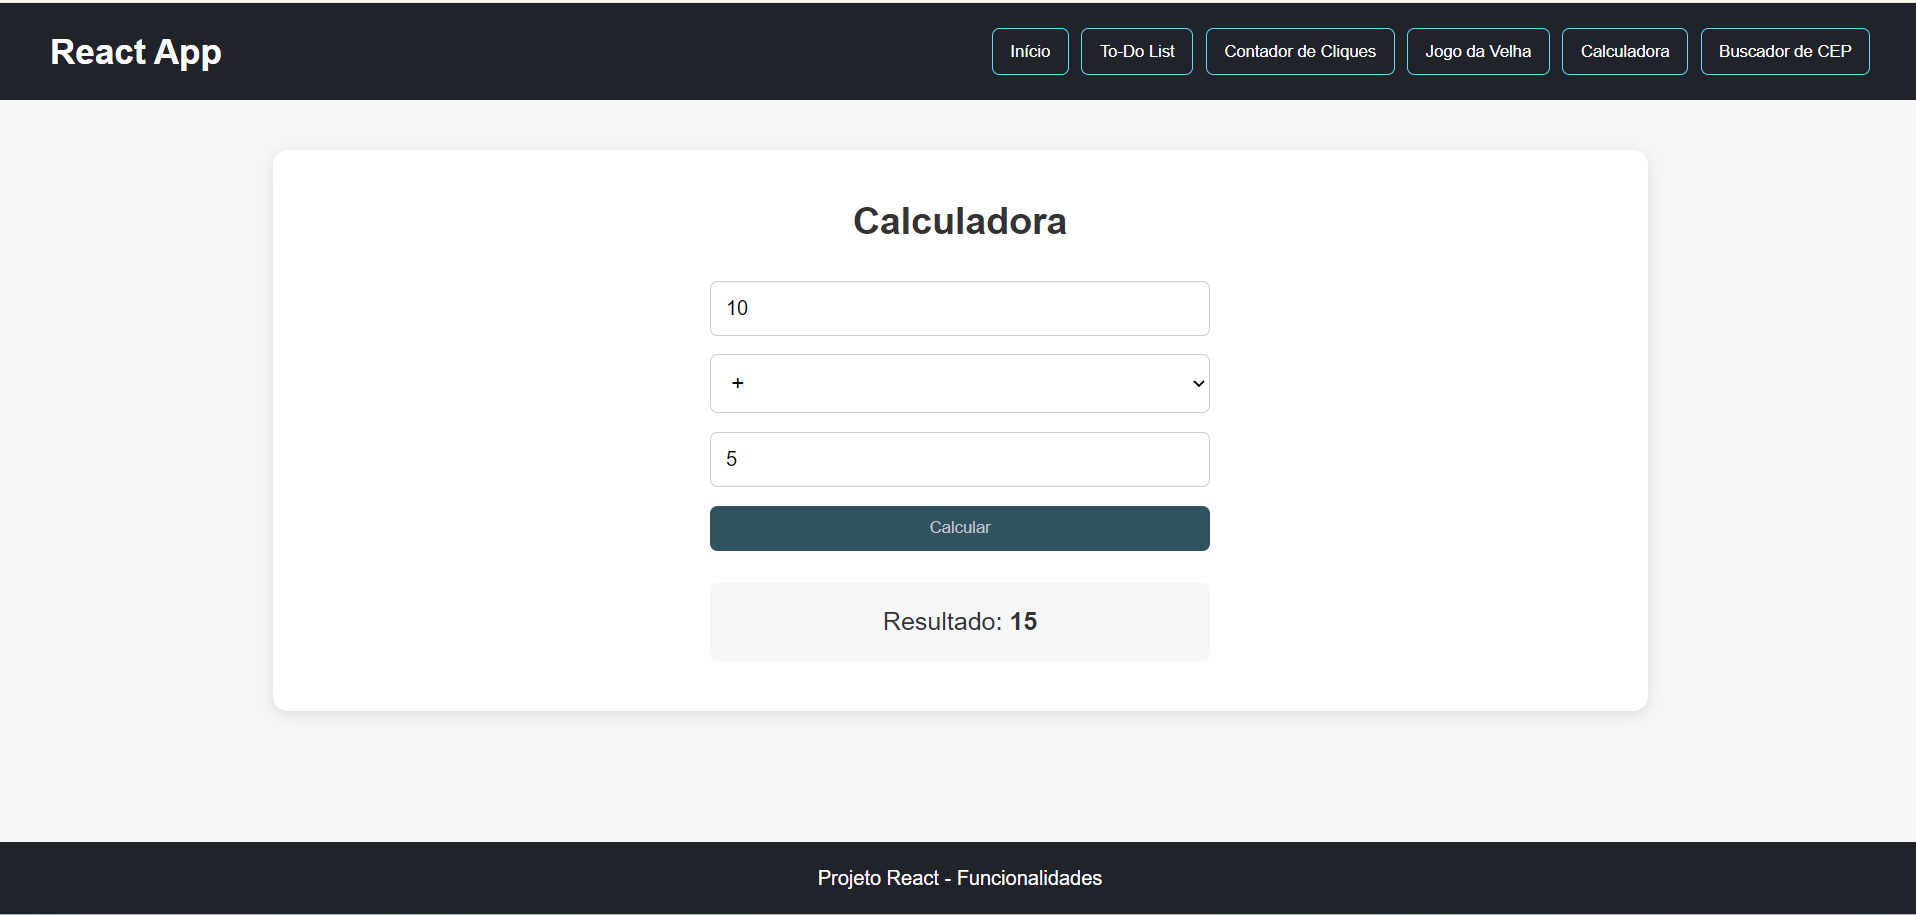 React App
Início
To-Do List
Contador de Cliques
Jogo da Velha
Calculadora
Buscador de CEP
Calculadora
10
+
5
Calcular
Resultado: 15
Projeto React - Funcionalidades